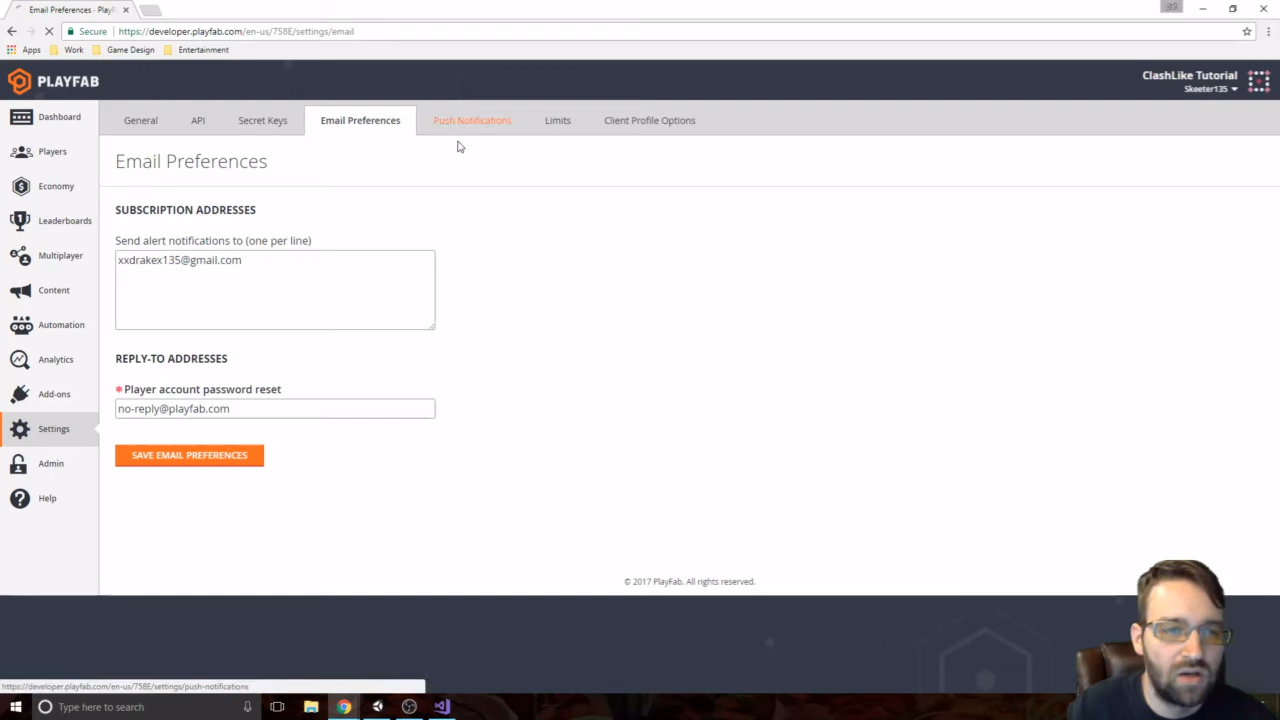 Email Preferences - PlayF
Secure
https://developer.playfab.com/en-us/758E/settings/email
Apps
Work
Game Design
Entertainment
PLAYFAB
ClashLike Tutorial
Skeeter135
Dashboard
Players
Economy
Leaderboards
Multiplayer
Content
Automation
Analytics
Add-ons
Settings
Admin
Help
General
API
Secret Keys
Email Preferences
Push Notifications
Limits
Client Profile Options
Email Preferences
SUBSCRIPTION ADDRESSES
Send alert notifications to (one per line)
xxdrakex135@gmail.com
REPLY-TO ADDRESSES
* Player account password reset
no-reply@playfab.com
SAVE EMAIL PREFERENCES
© 2017 PlayFab. All rights reserved.
https://developer.playfab.com/en-us/758E/settings/push-notifications
Type here to search